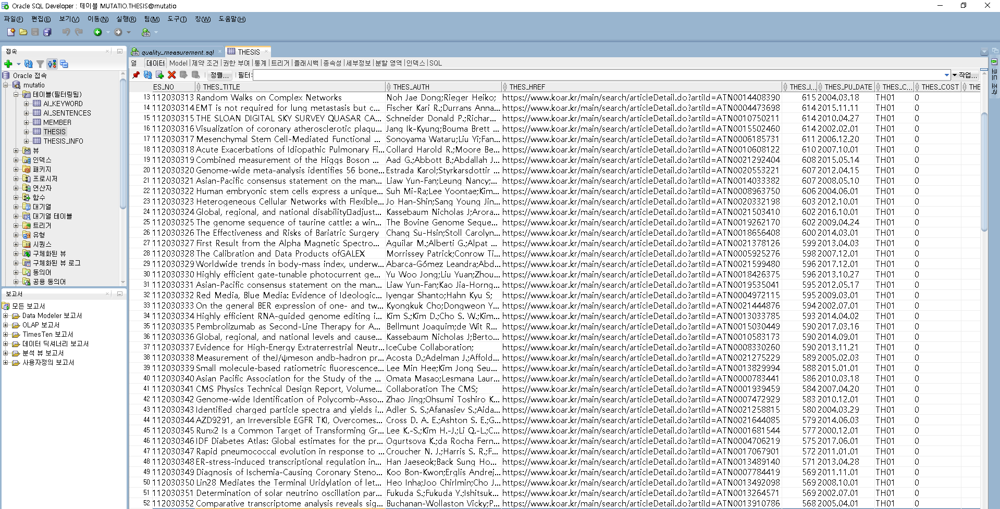 Oracle SQL Developer : 테이블 MUTATIO.THESIS@mutatio
파일(F) 편집(E) 보기(V) 이동(N) 실행(R) 팀(M) 도구(T) 창(W) 도움말(H)
접속
Oracle 접속
mutatio
테이블(필터링됨)
AI_KEYWORD
AI_SENTENCES
MEMBER
THESIS
THESIS_INFO
뷰
인덱스
패키지
프로시저
연산자
함수
대기열
대기열 테이블
트리거
유형
시퀀스
구체화된 뷰
구체화된 뷰 로그
동의어
공용 동의어
보고서
모든 보고서
Data Modeler 보고서
OLAP 보고서
TimesTen 보고서
데이터 딕셔너리 보고서
분석 뷰 보고서
사용자정의 보고서
quality_measurement.sql THESIS
열 데이터 Model 제약 조건 권한 부여 통계 트리거 플래시백 종속성 세부정보 분할 영역 인덱스 SQL
정렬... 필터: 작업...
ES_NO THES_TITLE THES_AUTH THES_HREF THES_I... THES_PU_DATE THES_C... THES_COST THE
13 112030313 Random Walks on Complex Networks Noh Jae Dong;Rieger Heiko; https://www.koar.kr/main/search/articleDetail.do?artiId=ATN0014408390 615 2004.03.18 TH01 0
14 112030314 EMT is not required for lung metastasis but c... Fischer Kari R.;Durrans Anna... https://www.koar.kr/main/search/articleDetail.do?artiId=ATN0004473698 614 2015.11.11 TH01 0
15 112030315 THE SLOAN DIGITAL SKY SURVEY QUASAR CA... Schneider Donald P.;Richar... https://www.koar.kr/main/search/articleDetail.do?artiId=ATN0010750211 614 2010.04.27 TH01 0
16 112030316 Visualization of coronary atherosclerotic plaqu... Jang Ik-Kyung;Bouma Brett ... https://www.koar.kr/main/search/articleDetail.do?artiId=ATN0015502460 614 2002.02.01 TH01 0
17 112030317 Mesenchymal Stem Cell-Mediated Functional ... Sonoyama Wataru;Liu Yi;Fan... https://www.koar.kr/main/search/articleDetail.do?artiId=ATN0006185731 611 2006.12.20 TH01 0
18 112030318 Acute Exacerbations of Idiopathic Pulmonary Fi... Collard Harold R.;Moore Be... https://www.koar.kr/main/search/articleDetail.do?artiId=ATN0010608122 610 2007.10.01 TH01 0
19 112030319 Combined measurement of the Higgs Boson ... Aad G.;Abbott B.;Abdallah J... https://www.koar.kr/main/search/articleDetail.do?artiId=ATN0021292404 608 2015.05.14 TH01 0
20 112030320 Genome-wide meta-analysis identifies 56 bone... Estrada Karol;Styrkarsdottir ... https://www.koar.kr/main/search/articleDetail.do?artiId=ATN0020553221 607 2012.04.15 TH01 0
21 112030321 Asian-Pacific consensus statement on the man... Liaw Yun-Fan;Leung Nancy;... https://www.koar.kr/main/search/articleDetail.do?artiId=ATN0014033382 607 2008.05.10 TH01 0
22 112030322 Human embryonic stem cells express a unique... Suh Mi-Ra;Lee Yoontae;Kim... https://www.koar.kr/main/search/articleDetail.do?artiId=ATN0008963750 606 2004.06.01 TH01 0
23 112030323 Heterogeneous Cellular Networks with Flexible... Jo Han-Shin;Sang Young Jin... https://www.koar.kr/main/search/articleDetail.do?artiId=ATN0020332198 603 2012.10.01 TH01 0
24 112030324 Global, regional, and national disability□adjust... Kassebaum Nicholas J;Arora... https://www.koar.kr/main/search/articleDetail.do?artiId=ATN0021503410 602 2016.10.01 TH01 0
25 112030325 The genome sequence of taurine cattle: a win... The Bovine Genome Seque... https://www.koar.kr/main/search/articleDetail.do?artiId=ATN0019262170 602 2009.04.24 TH01 0
26 112030326 The Effectiveness and Risks of Bariatric Surgery Chang Su-Hsin;Stoll Carolyn... https://www.koar.kr/main/search/articleDetail.do?artiId=ATN0018656408 600 2014.03.01 TH01 0
27 112030327 First Result from the Alpha Magnetic Spectro... Aguilar M.;Alberti G.;Alpat ... https://www.koar.kr/main/search/articleDetail.do?artiId=ATN0021378126 599 2013.04.03 TH01 0
28 112030328 The Calibration and Data Products ofGALEX Morrissey Patrick;Conrow Ti... https://www.koar.kr/main/search/articleDetail.do?artiId=ATN0005925276 598 2007.12.01 TH01 0
29 112030329 Worldwide trends in body-mass index, underw... Abarca-Gómez Leandra;Abd... https://www.koar.kr/main/search/articleDetail.do?artiId=ATN0021599480 596 2017.12.01 TH01 0
30 112030330 Highly efficient gate-tunable photocurrent ge... Yu Woo Jong;Liu Yuan;Zhou... https://www.koar.kr/main/search/articleDetail.do?artiId=ATN0018426375 596 2013.10.27 TH01 0
31 112030331 Asian-Pacific consensus statement on the man... Liaw Yun-Fan;Kao Jia-Horng... https://www.koar.kr/main/search/articleDetail.do?artiId=ATN0019535041 595 2012.05.17 TH01 0
32 112030332 Red Media, Blue Media: Evidence of Ideologic... Iyengar Shanto;Hahn Kyu S; https://www.koar.kr/main/search/articleDetail.do?artiId=ATN0004972115 595 2009.03.01 TH01 0
33 112030333 On the general BER expression of one- and tw... Kyongkuk Cho;Dongweon Y... https://www.koar.kr/main/search/articleDetail.do?artiId=ATN0021444876 594 2002.07.01 TH01 0
34 112030334 Highly efficient RNA-guided genome editing i... Kim S.;Kim D.;Cho S. W.;Kim... https://www.koar.kr/main/search/articleDetail.do?artiId=ATN0013033785 593 2014.04.02 TH01 0
35 112030335 Pembrolizumab as Second-Line Therapy for A... Bellmunt Joaquim;de Wit R... https://www.koar.kr/main/search/articleDetail.do?artiId=ATN0015030449 590 2017.03.16 TH01 0
36 112030336 Global, regional, and national levels and cause... Kassebaum Nicholas J;Berto... https://www.koar.kr/main/search/articleDetail.do?artiId=ATN0010583173 590 2014.09.01 TH01 0
37 112030337 Evidence for High-Energy Extraterrestrial Neutr... IceCube Collaboration; https://www.koar.kr/main/search/articleDetail.do?artiId=ATN0008330260 590 2013.11.21 TH01 0
38 112030338 Measurement of theJ/ψmeson andb-hadron pr... Acosta D.;Adelman J.;Affold... https://www.koar.kr/main/search/articleDetail.do?artiId=ATN0021275229 589 2005.02.03 TH01 0
39 112030339 Small molecule-based ratiometric fluorescence... Lee Min Hee;Kim Jong Seu... https://www.koar.kr/main/search/articleDetail.do?artiId=ATN0013829994 588 2015.01.01 TH01 0
40 112030340 Asian Pacific Association for the Study of the ... Omata Masao;Lesmana Laur... https://www.koar.kr/main/search/articleDetail.do?artiId=ATN0000783441 586 2010.03.18 TH01 0
41 112030341 CMS Physics Technical Design Report, Volume... Collaboration The CMS; https://www.koar.kr/main/search/articleDetail.do?artiId=ATN0001939459 584 2007.04.20 TH01 0
42 112030342 Genome-wide Identification of Polycomb-Asso... Zhao Jing;Ohsumi Toshiro K... https://www.koar.kr/main/search/articleDetail.do?artiId=ATN0007472929 583 2010.12.01 TH01 0
43 112030343 Identified charged particle spectra and yields i... Adler S. S.;Afanasiev S.;Aida... https://www.koar.kr/main/search/articleDetail.do?artiId=ATN0021258815 580 2004.03.29 TH01 0
44 112030344 AZD9291, an Irreversible EGFR TKI, Overcomes... Cross D. A. E.;Ashton S. E.;G... https://www.koar.kr/main/search/articleDetail.do?artiId=ATN0021644085 579 2014.06.03 TH01 0
45 112030345 Runx2 Is a Common Target of Transforming Gr... Lee K.-S.;Kim H.-J.;Li Q.-L.;C... https://www.koar.kr/main/search/articleDetail.do?artiId=ATN0001681544 577 2000.12.01 TH01 0
46 112030346 IDF Diabetes Atlas: Global estimates for the pr... Ogurtsova K.;da Rocha Fern... https://www.koar.kr/main/search/articleDetail.do?artiId=ATN0004706219 575 2017.06.01 TH01 0
47 112030347 Rapid pneumococcal evolution in response to ... Croucher N. J.;Harris S. R.;F... https://www.koar.kr/main/search/articleDetail.do?artiId=ATN0017067901 572 2011.01.01 TH01 0
48 112030348 ER-stress-induced transcriptional regulation in... Han Jaeseok;Back Sung Ho... https://www.koar.kr/main/search/articleDetail.do?artiId=ATN0013489140 571 2013.04.28 TH01 0
49 112030349 Diagnosis of Ischemia-Causing Coronary Steno... Koo Bon-Kwon;Erglis Andrej... https://www.koar.kr/main/search/articleDetail.do?artiId=ATN0007784419 569 2011.11.01 TH01 0
50 112030350 Lin28 Mediates the Terminal Uridylation of let... Heo Inha;Joo Chirlmin;Cho J... https://www.koar.kr/main/search/articleDetail.do?artiId=ATN0013492098 569 2008.10.01 TH01 0
51 112030351 Determination of solar neutrino oscillation par... Fukuda S.;Fukuda Y.;Ishitsuk... https://www.koar.kr/main/search/articleDetail.do?artiId=ATN0013264571 569 2002.07.01 TH01 0
52 112030352 Comparative transcriptome analysis reveals sig... Buchanan-Wollaston Vicky;P... https://www.koar.kr/main/search/articleDetail.do?artiId=ATN0013910786 568 2005.04.01 TH01 0